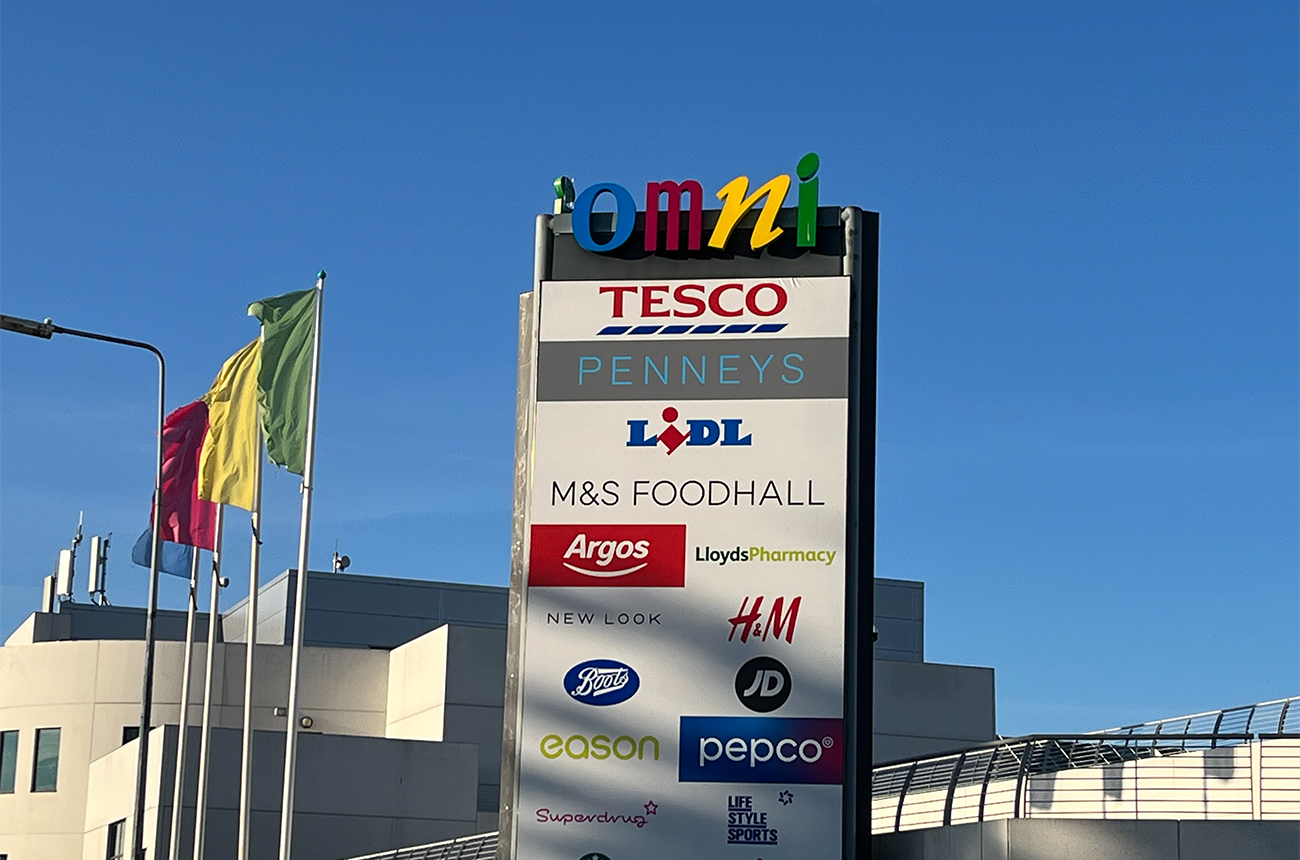 omni
TESCO
PENNEYS
LIDL
M&S FOODHALL
Argos
LloydsPharmacy
NEW LOOK
H&M
Boots
JD
eason
pepco
Superdrug
LIFE
STYLE
SPORTS